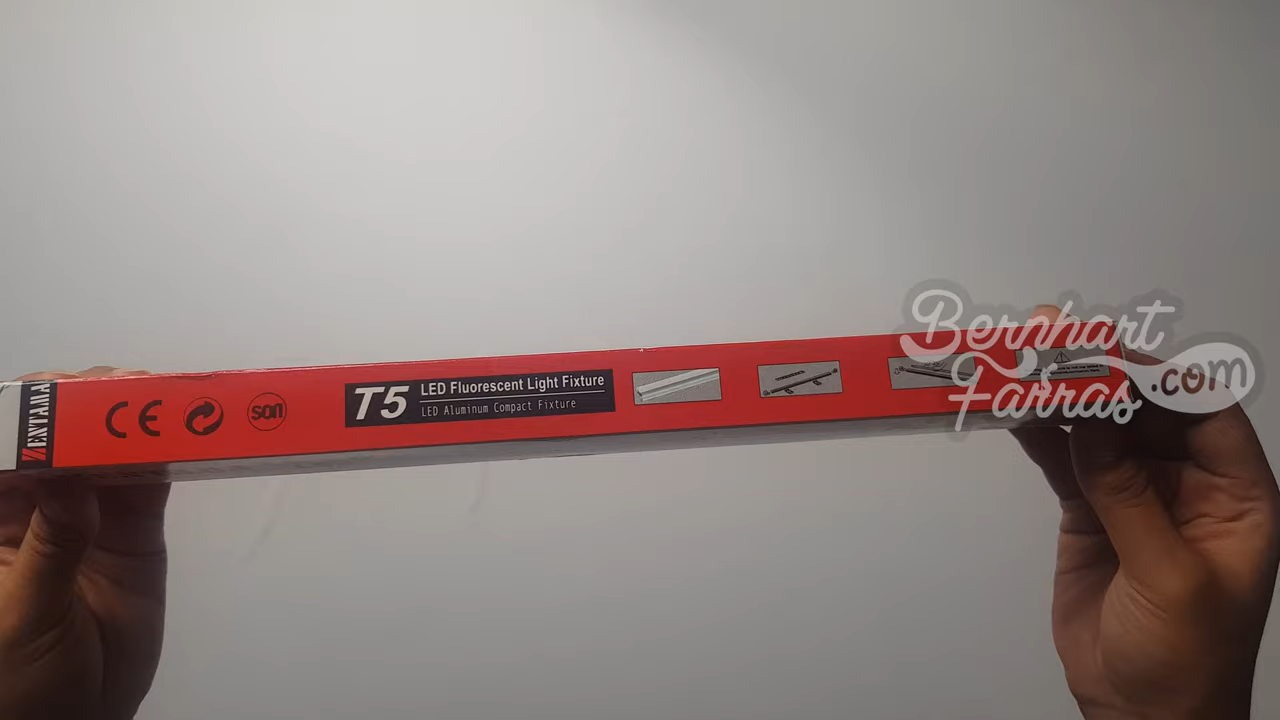 ZENTAMA
CE
son
T5
LED Fluorescent Light Fixture
LED Aluminum Compact Fixture
Bernhart
Farras
.com